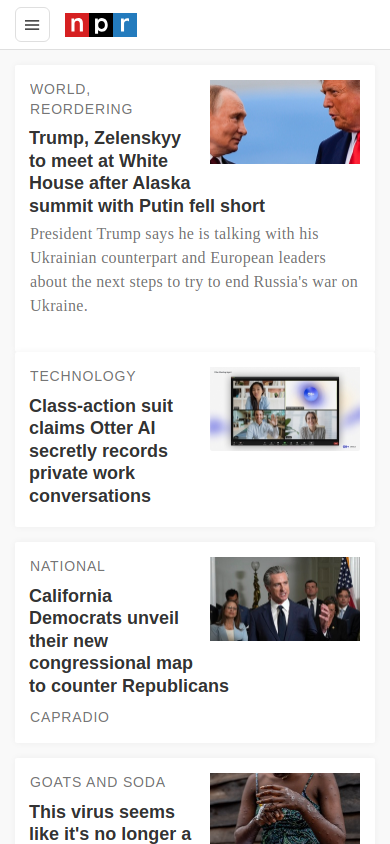 npr
WORLD,
REORDERING
Trump, Zelenskyy
to meet at White
House after Alaska
summit with Putin fell short
President Trump says he is talking with his
Ukrainian counterpart and European leaders
about the next steps to try to end Russia's war on
Ukraine.
TECHNOLOGY
Class-action suit
claims Otter AI
secretly records
private work
conversations
NATIONAL
California
Democrats unveil
their new
congressional map
to counter Republicans
CAPRADIO
GOATS AND SODA
This virus seems
like it's no longer a